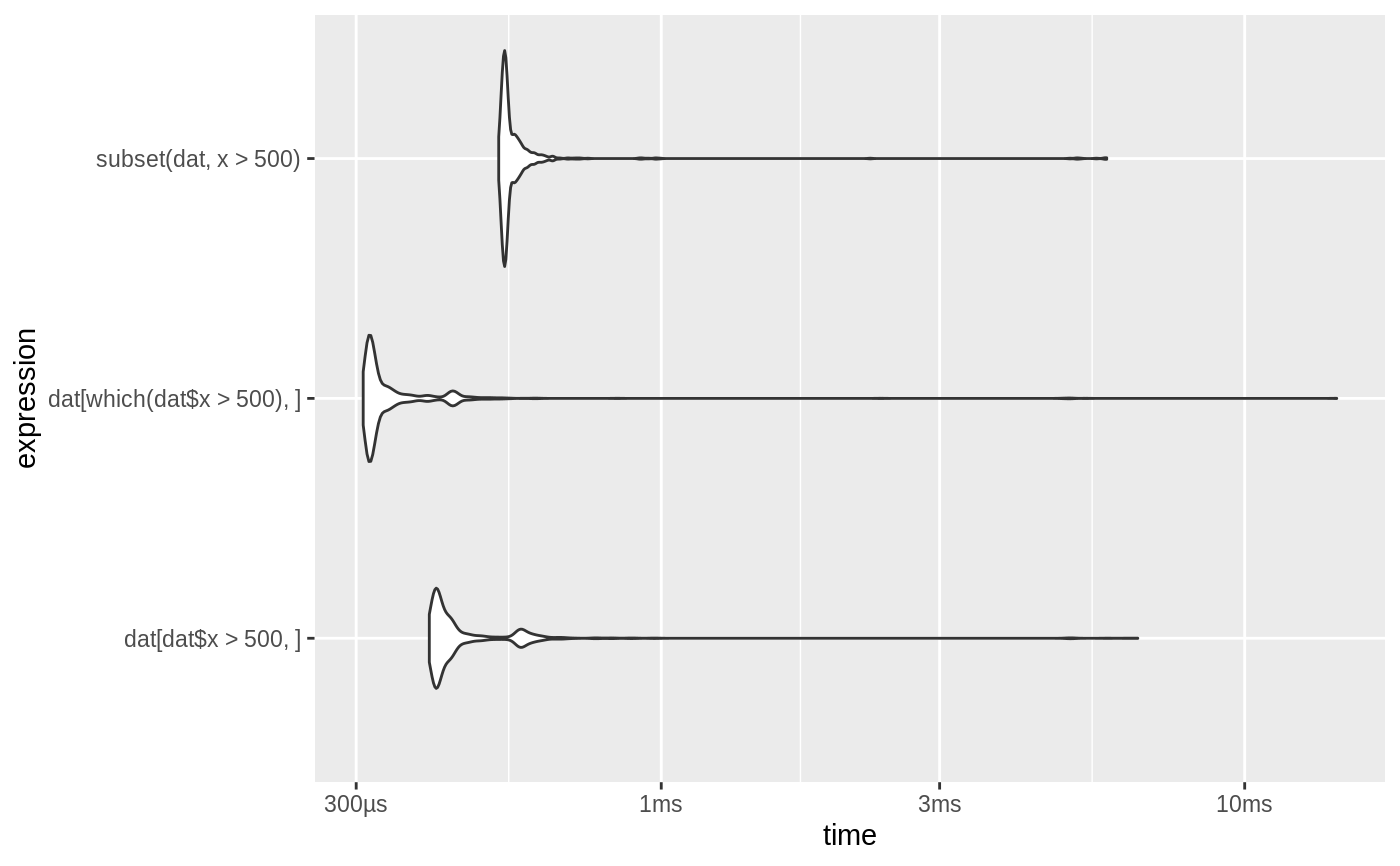 subset(dat, x > 500)
dat[which(dat$x > 500), ]
dat[dat$x > 500, ]
expression
300µs
1ms
3ms
10ms
time